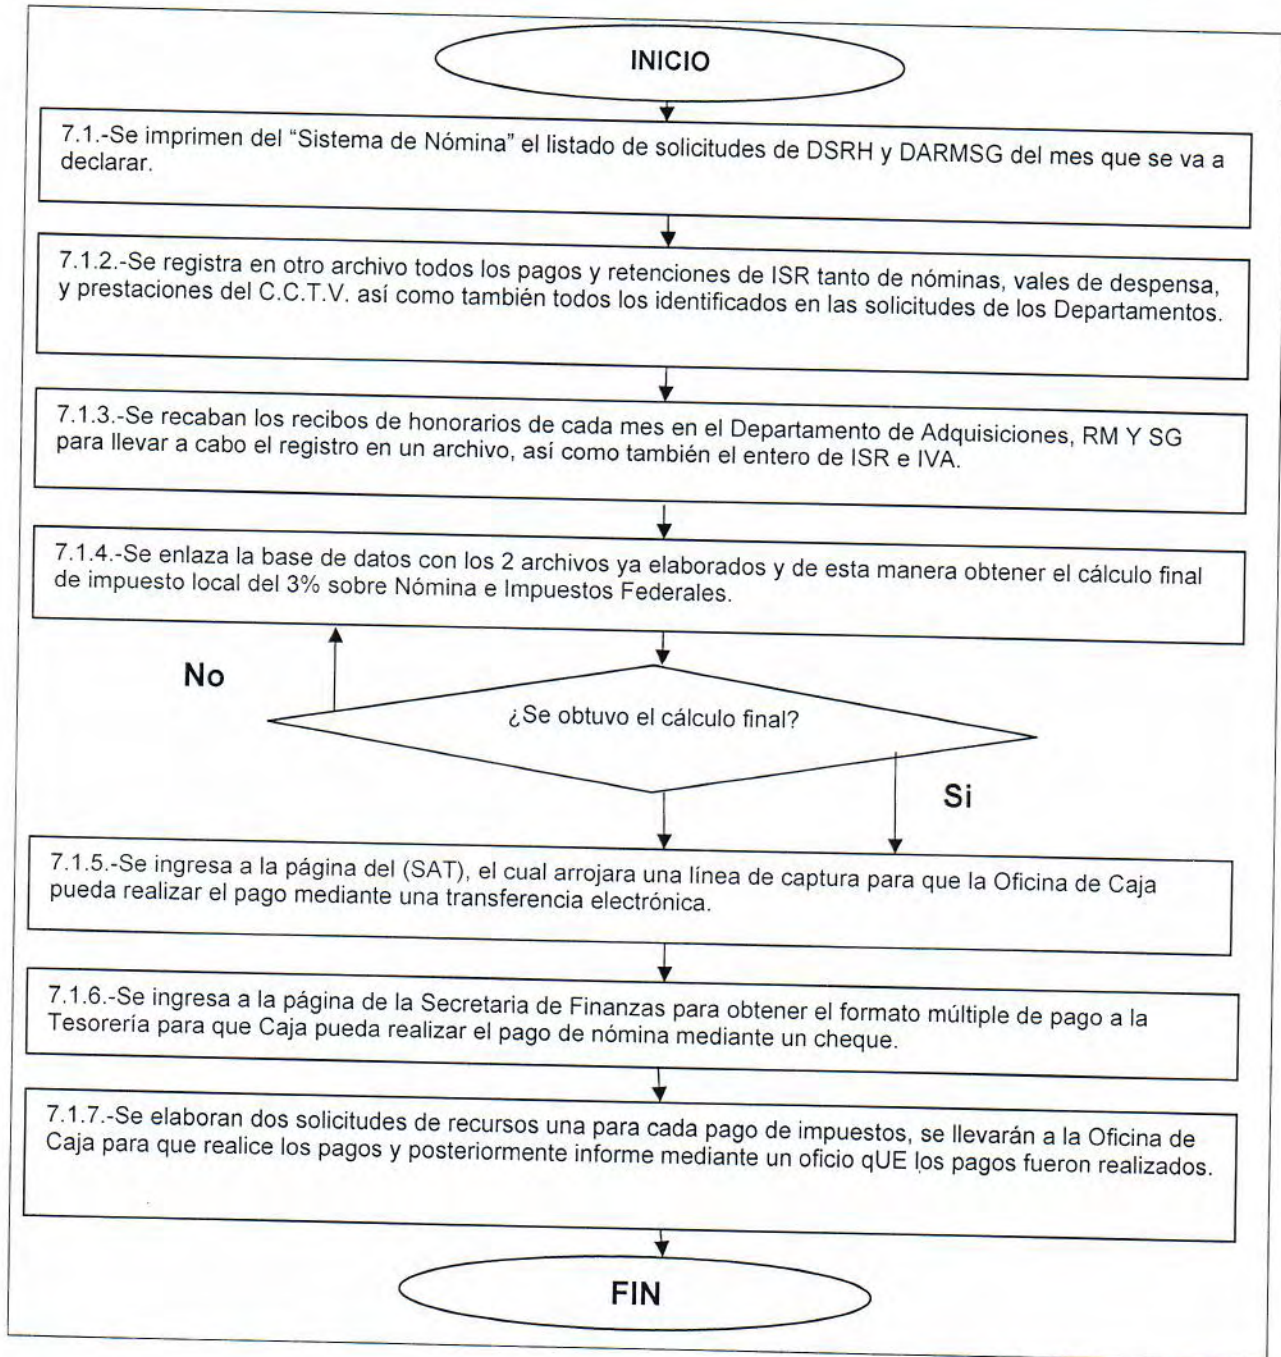 INICIO
7.1.-Se imprimen del "Sistema de Nómina" el listado de solicitudes de DSRH y DARMSG del mes que se va a
declarar.
7.1.2.-Se registra en otro archivo todos los pagos y retenciones de ISR tanto de nóminas, vales de despensa,
y prestaciones del C.C.T.V. así como también todos los identificados en las solicitudes de los Departamentos.
7.1.3.-Se recaban los recibos de honorarios de cada mes en el Departamento de Adquisiciones, RM Y SG
para llevar a cabo el registro en un archivo, así como también el entero de ISR e IVA.
7.1.4.-Se enlaza la base de datos con los 2 archivos ya elaborados y de esta manera obtener el cálculo final
de impuesto local del 3% sobre Nómina e Impuestos Federales.
No
¿Se obtuvo el cálculo final?
Si
7.1.5.-Se ingresa a la página del (SAT), el cual arrojara una línea de captura para que la Oficina de Caja
pueda realizar el pago mediante una transferencia electrónica.
7.1.6.-Se ingresa a la página de la Secretaria de Finanzas para obtener el formato múltiple de pago a la
Tesorería para que Caja pueda realizar el pago de nómina mediante un cheque.
7.1.7.-Se elaboran dos solicitudes de recursos una para cada pago de impuestos, se llevarán a la Oficina de
Caja para que realice los pagos y posteriormente informe mediante un oficio qUE los pagos fueron realizados.
FIN